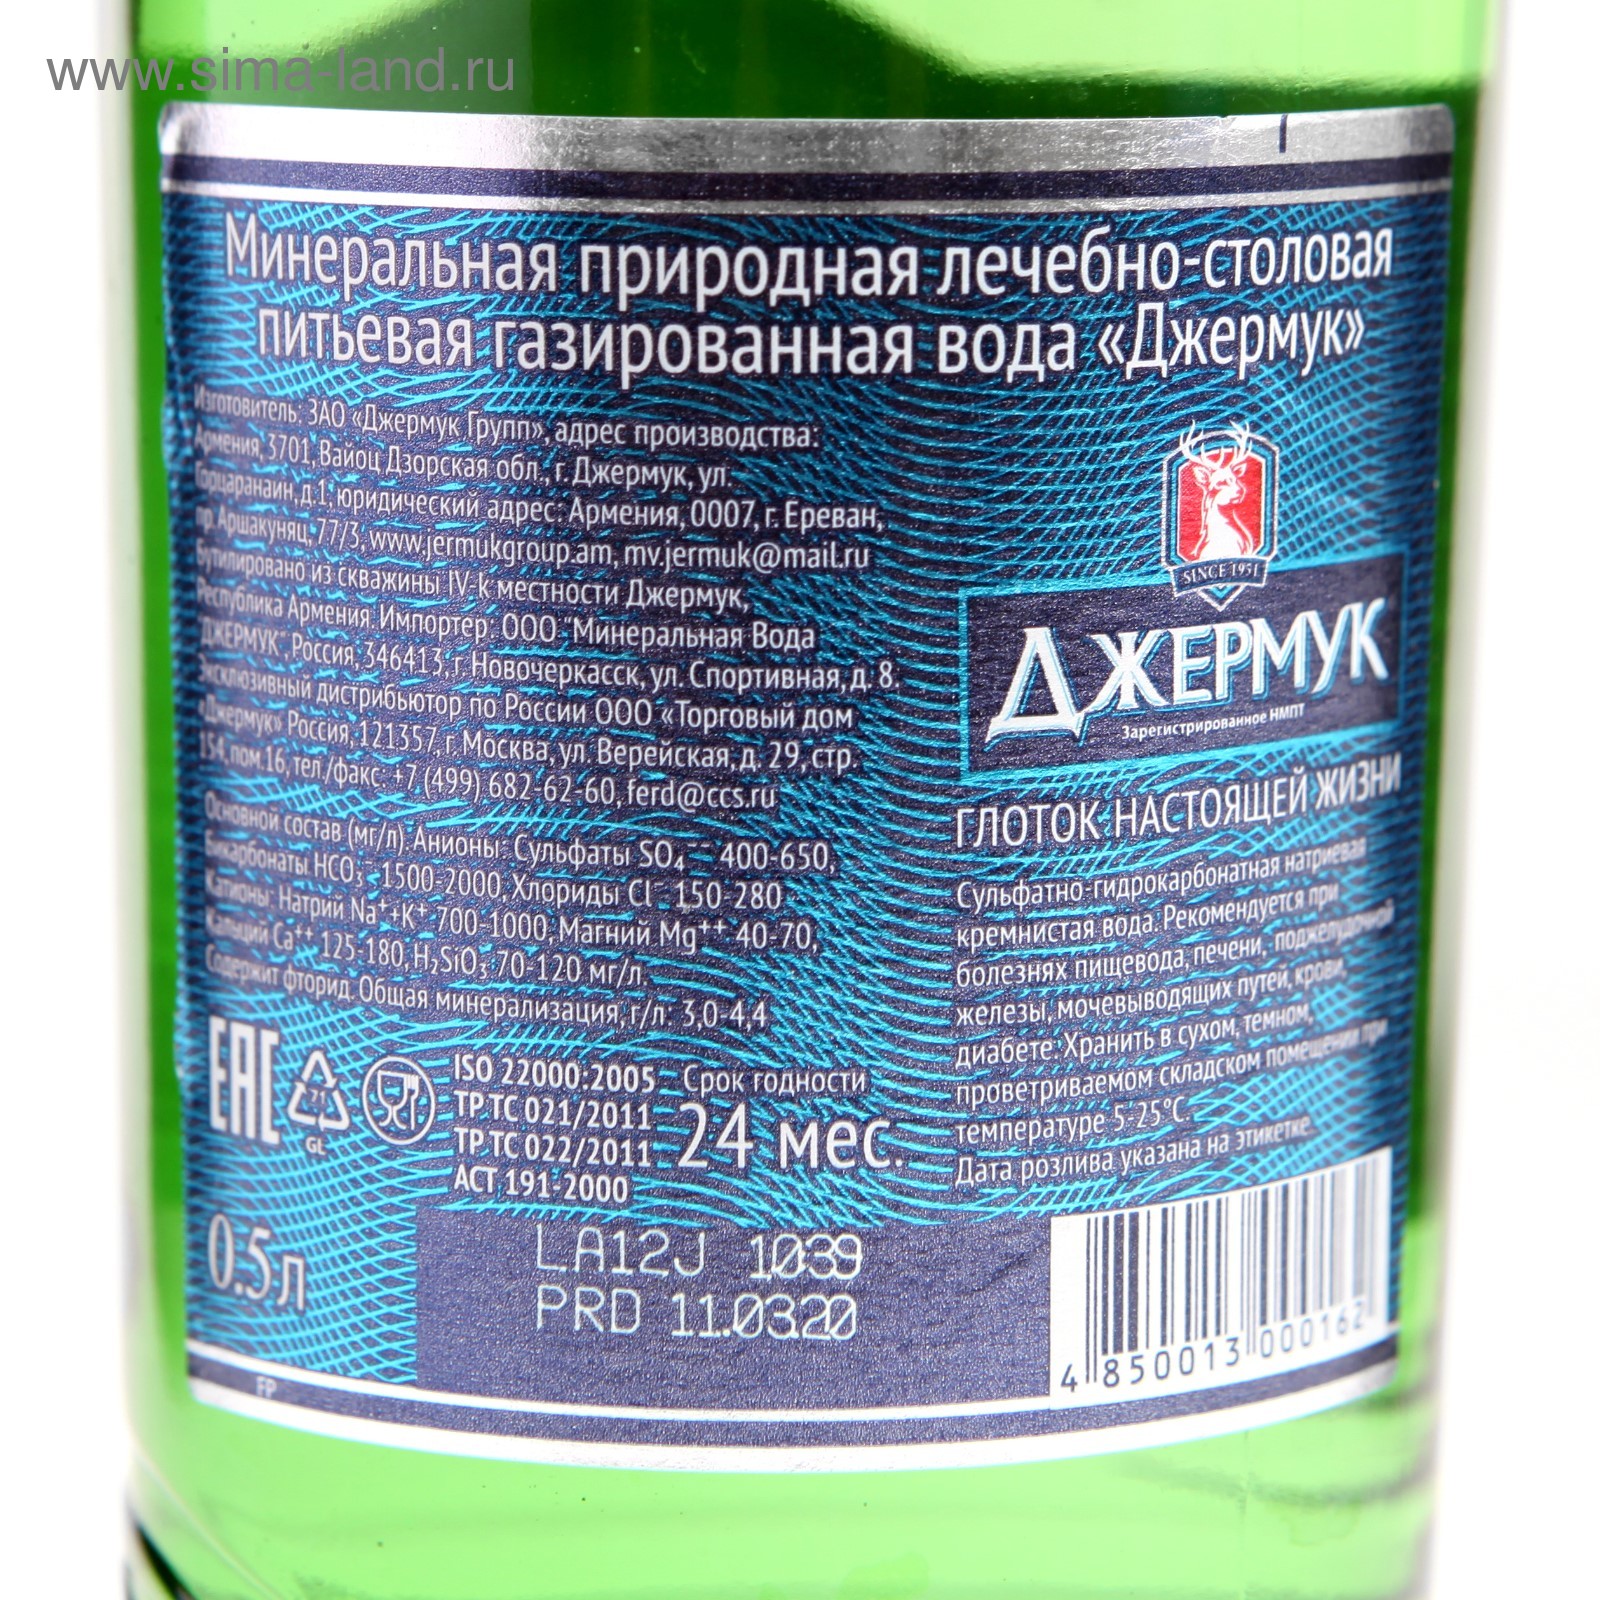 www.sima-land.ru
Минеральная природная лечебно-столовая
питьевая газированная вода «Джермук»
Изготовитель: ЗАО «Джермук Групп», адрес производства:
Армения, 3701, Вайоц Дзорская обл., г. Джермук, ул.
Горцаранаин, д.1, юридический адрес: Армения, 0007, г. Ереван,
пр. Аршакуняц, 77/3. www.jermukgroup.am, mv.jermuk@mail.ru
Бутилировано из скважины IV-k местности Джермук,
Республика Армения. Импортер: ООО "Минеральная Вода
ДЖЕРМУК", Россия, 346413, г. Новочеркасск, ул. Спортивная, д. 8.
Эксклюзивный дистрибьютор по России ООО «Торговый дом
«Джермук» Россия, 121357, г. Москва, ул. Верейская, д. 29, стр.
154, пом. 16, тел./факс: +7 (499) 682-62-60, ferd@ccs.ru
Основной состав (мг/л). Анионы: Сульфаты SO₄⁻⁻ 400-650,
Бикарбонаты HCO₃⁻ 1500-2000, Хлориды Cl⁻ 150-280
Катионы: Натрий Na⁺+K⁺ 700-1000, Магний Mg⁺⁺ 40-70,
Кальций Ca⁺⁺ 125-180, H₂SiO₃ 70-120 мг/л.
Содержит фторид. Общая минерализация, г/л: 3,0-4,4
EAC
71
GE
ISO 22000:2005
ТР ТС 021/2011
ТР ТС 022/2011
АСТ 191-2000
Срок годности
24 мес.
0.5л
LA12J 1039
PRD 11.03.20
FP
SINCE 1951
ДЖЕРМУК
Зарегистрированное НМПТ
ГЛОТОК НАСТОЯЩЕЙ ЖИЗНИ
Сульфатно-гидрокарбонатная натриевая
кремнистая вода. Рекомендуется при
болезнях пищевода, печени, поджелудочной
железы, мочевыводящих путей, крови,
диабете. Хранить в сухом, темном,
проветриваемом складском помещении при
температуре 5-25°C.
Дата розлива указана на этикетке.
4 850013 000162